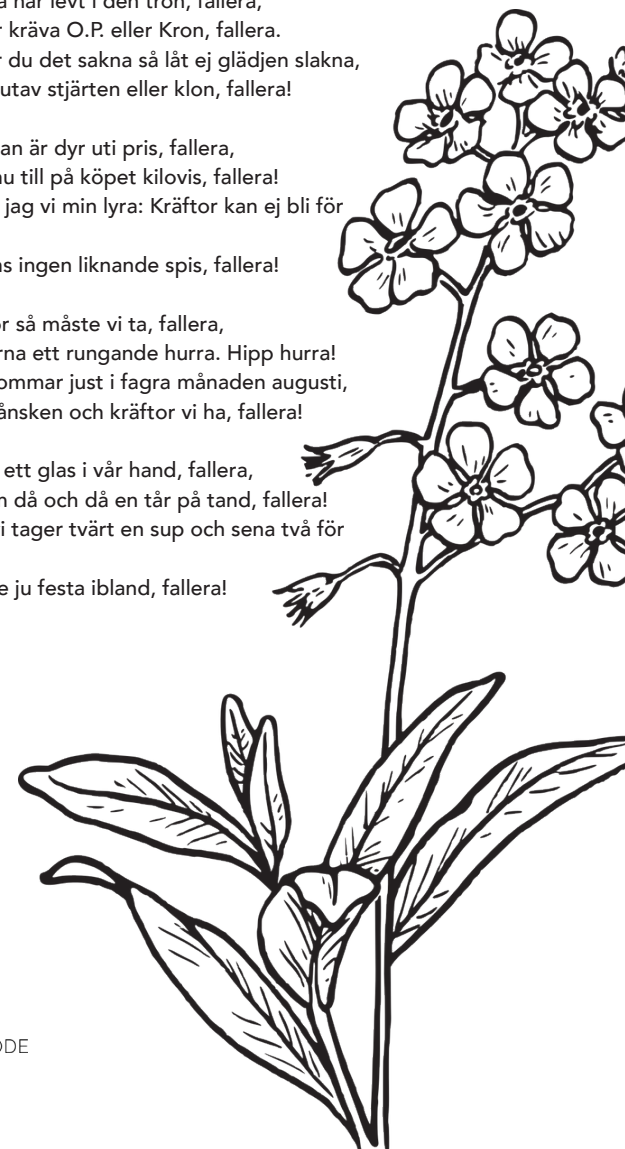 har levt i den tron, fallera,
kräva O.P. eller Kron, fallera.
du det sakna så låt ej glädjen slakna,
utav stjärten eller klon, fallera!
an är dyr uti pris, fallera,
nu till på köpet kilovis, fallera!
jag vi min lyra: Kräftor kan ej bli för
ingen liknande spis, fallera!
så måste vi ta, fallera,
rna ett rungande hurra. Hipp hurra!
ommar just i fagra månaden augusti,
ånsken och kräftor vi ha, fallera!
ett glas i vår hand, fallera,
då och då en tår på tand, fallera!
i tager tvärt en sup och sena två för
e ju festa ibland, fallera!
ODE